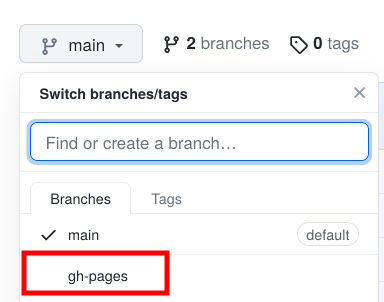 main 2 branches 0 tags
Switch branches/tags
Find or create a branch…
Branches Tags
main default
gh-pages